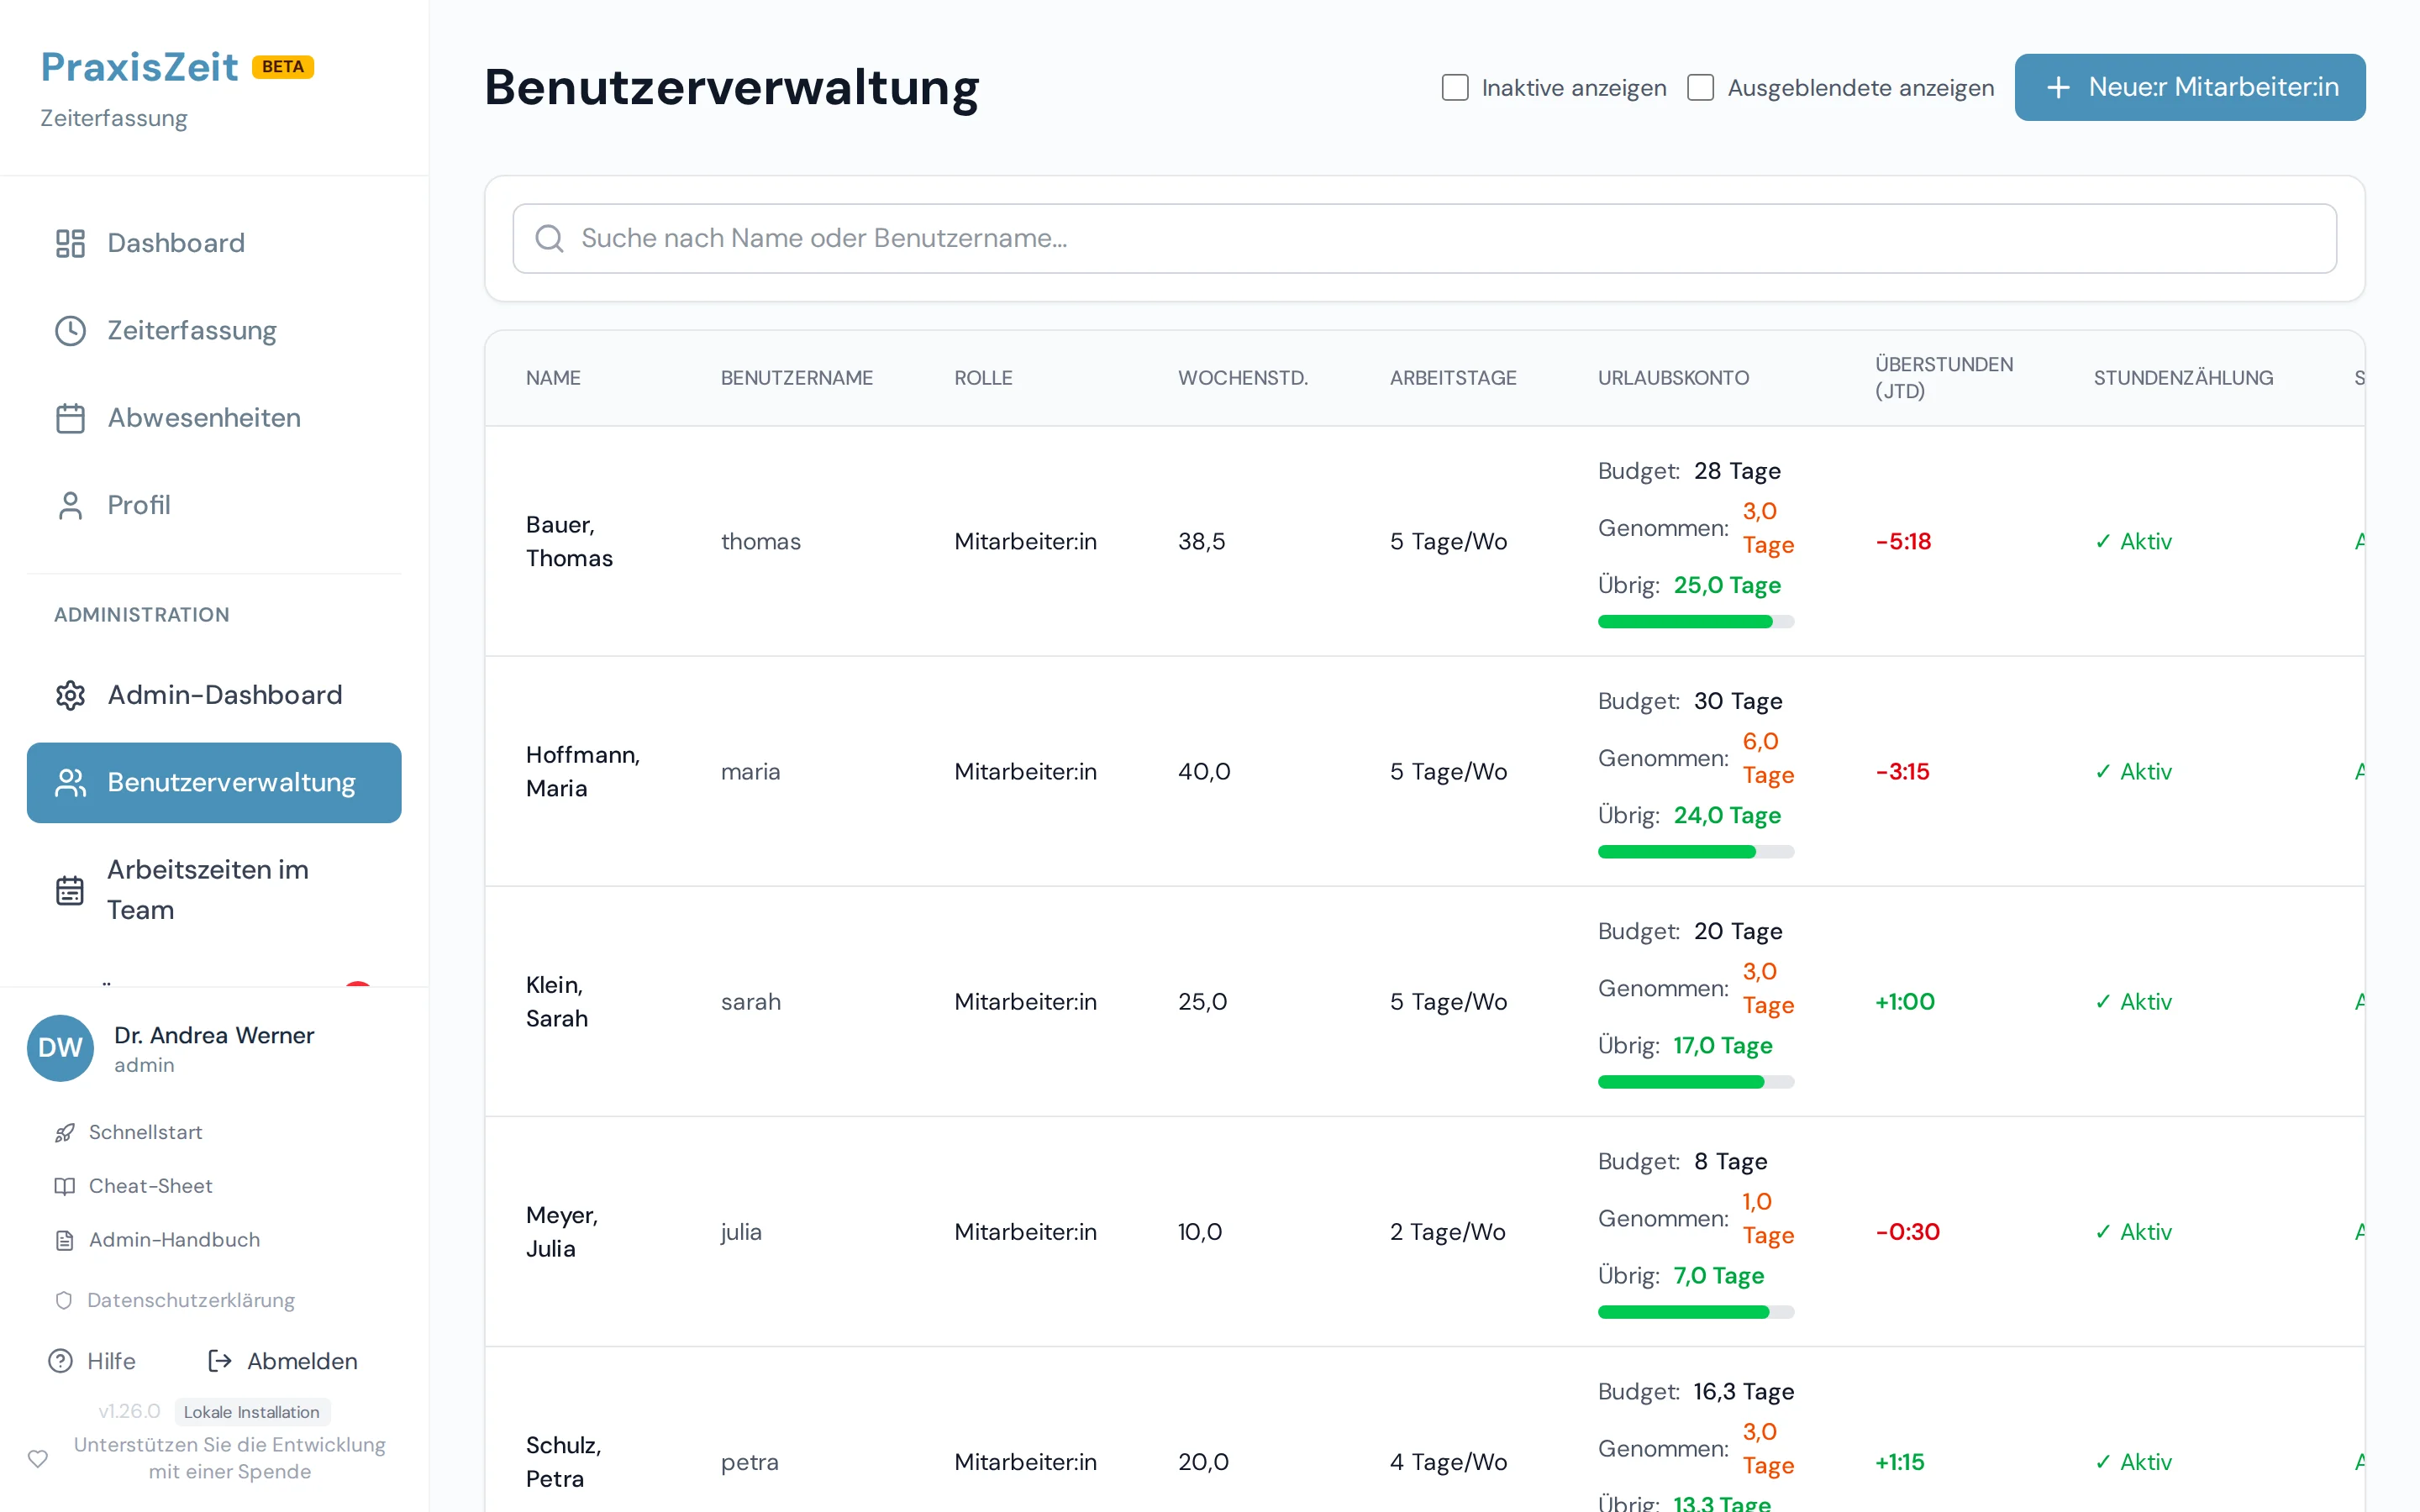 PraxisZeit BETA
Zeiterfassung
Dashboard
Zeiterfassung
Abwesenheiten
Profil
ADMINISTRATION
Admin-Dashboard
Benutzerverwaltung
Arbeitszeiten im
Team
DW
Dr. Andrea Werner
admin
Schnellstart
Cheat-Sheet
Admin-Handbuch
Datenschutzerklärung
Hilfe Abmelden
v1.26.0 Lokale Installation
Unterstützen Sie die Entwicklung
mit einer Spende
Benutzerverwaltung
Inaktive anzeigen Ausgeblendete anzeigen + Neue:r Mitarbeiter:in
Suche nach Name oder Benutzername...
NAME BENUTZERNAME ROLLE WOCHENSTD. ARBEITSTAGE URLAUBSKONTO ÜBERSTUNDEN (JTD) STUNDENZÄHLUNG
Bauer, Thomas thomas Mitarbeiter:in 38,5 5 Tage/Wo Budget: 28 Tage Genommen: 3,0 Tage Übrig: 25,0 Tage -5:18 ✓ Aktiv
Hoffmann, Maria maria Mitarbeiter:in 40,0 5 Tage/Wo Budget: 30 Tage Genommen: 6,0 Tage Übrig: 24,0 Tage -3:15 ✓ Aktiv
Klein, Sarah sarah Mitarbeiter:in 25,0 5 Tage/Wo Budget: 20 Tage Genommen: 3,0 Tage Übrig: 17,0 Tage +1:00 ✓ Aktiv
Meyer, Julia julia Mitarbeiter:in 10,0 2 Tage/Wo Budget: 8 Tage Genommen: 1,0 Tage Übrig: 7,0 Tage -0:30 ✓ Aktiv
Schulz, Petra petra Mitarbeiter:in 20,0 4 Tage/Wo Budget: 16,3 Tage Genommen: 3,0 Tage Übrig: 13,3 Tage +1:15 ✓ Aktiv